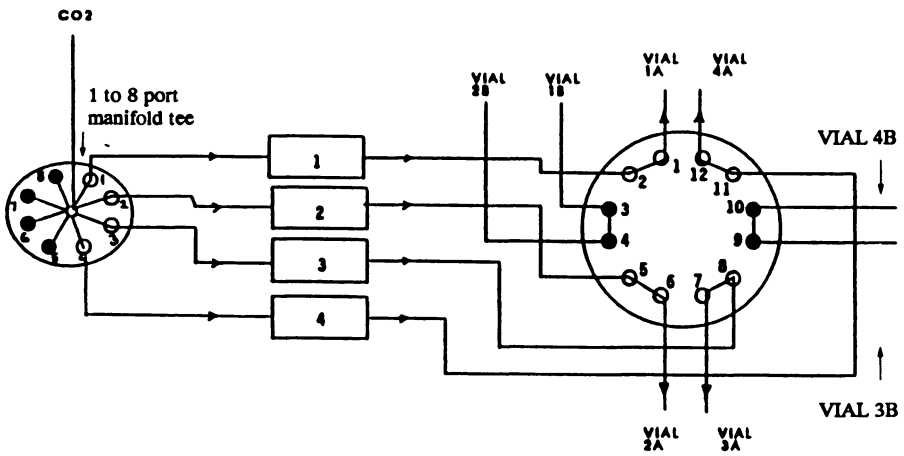 CO2
1 to 8 port
manifold tee
8
1
7
2
6
3
5
4
1
2
3
4
VIAL
2B
VIAL
1B
VIAL
1A
VIAL
4A
1
12
2
11
3
10
4
9
5
8
6
7
VIAL 4B
VIAL 3B
VIAL
2A
VIAL
3A